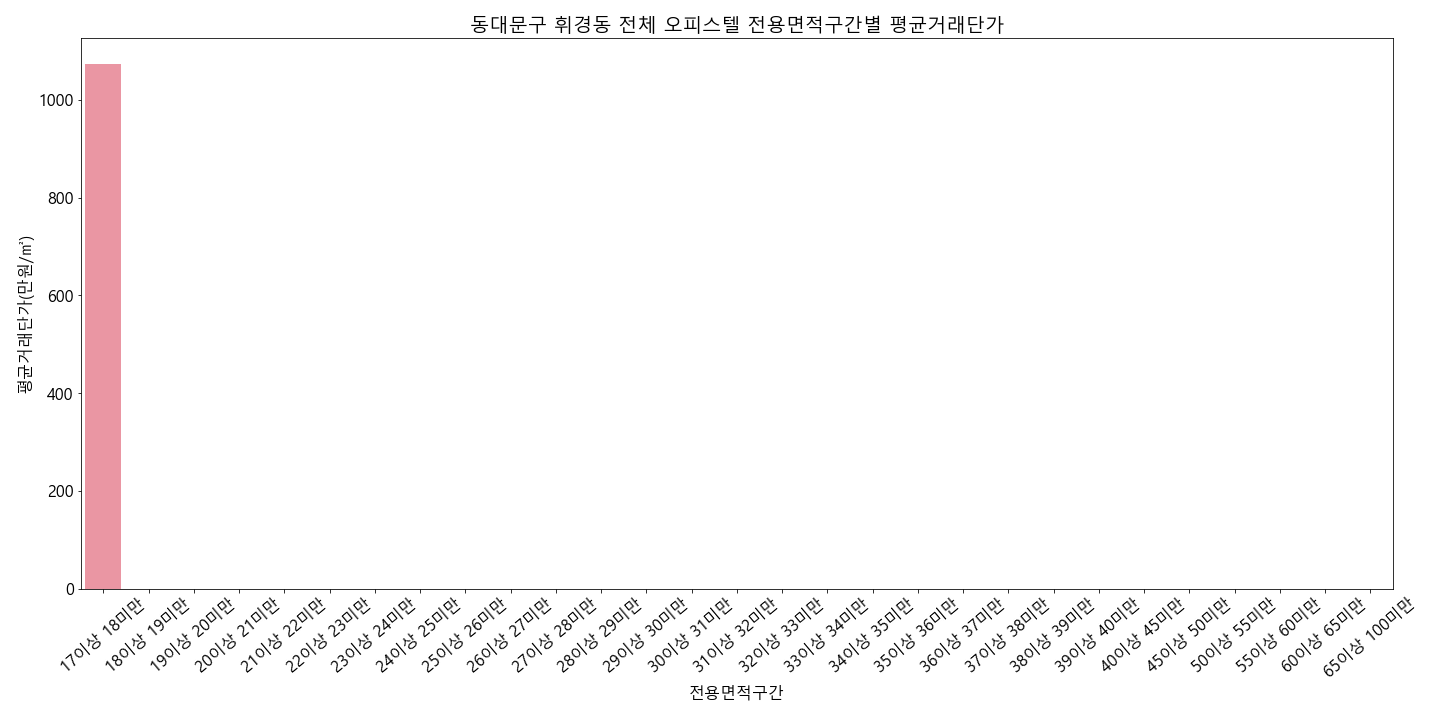 동대문구 휘경동 전체 오피스텔 전용면적구간별 평균거래단가
평균거래단가(만원/㎡)
1000
800
600
400
200
0
17이상 18미만
18이상 19미만
19이상 20미만
20이상 21미만
21이상 22미만
22이상 23미만
23이상 24미만
24이상 25미만
25이상 26미만
26이상 27미만
27이상 28미만
28이상 29미만
29이상 30미만
30이상 31미만
31이상 32미만
32이상 33미만
33이상 34미만
34이상 35미만
35이상 36미만
36이상 37미만
37이상 38미만
38이상 39미만
39이상 40미만
40이상 45미만
45이상 50미만
50이상 55미만
55이상 60미만
60이상 65미만
65이상 100미만
전용면적구간